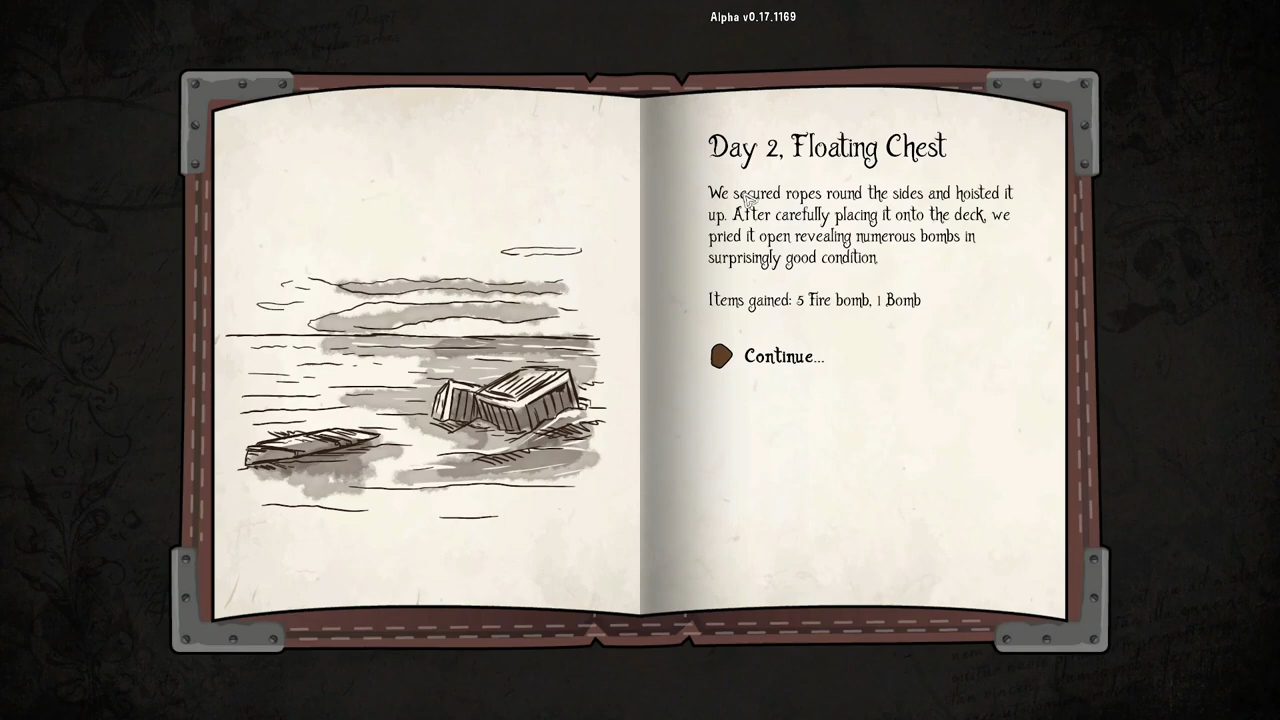 Alpha v0.17.1169
Day 2, Floating Chest
We secured ropes round the sides and hoisted it
up. After carefully placing it onto the deck, we
pried it open revealing numerous bombs in
surprisingly good condition.
Items gained: 5 Fire bomb, 1 Bomb
Continue...